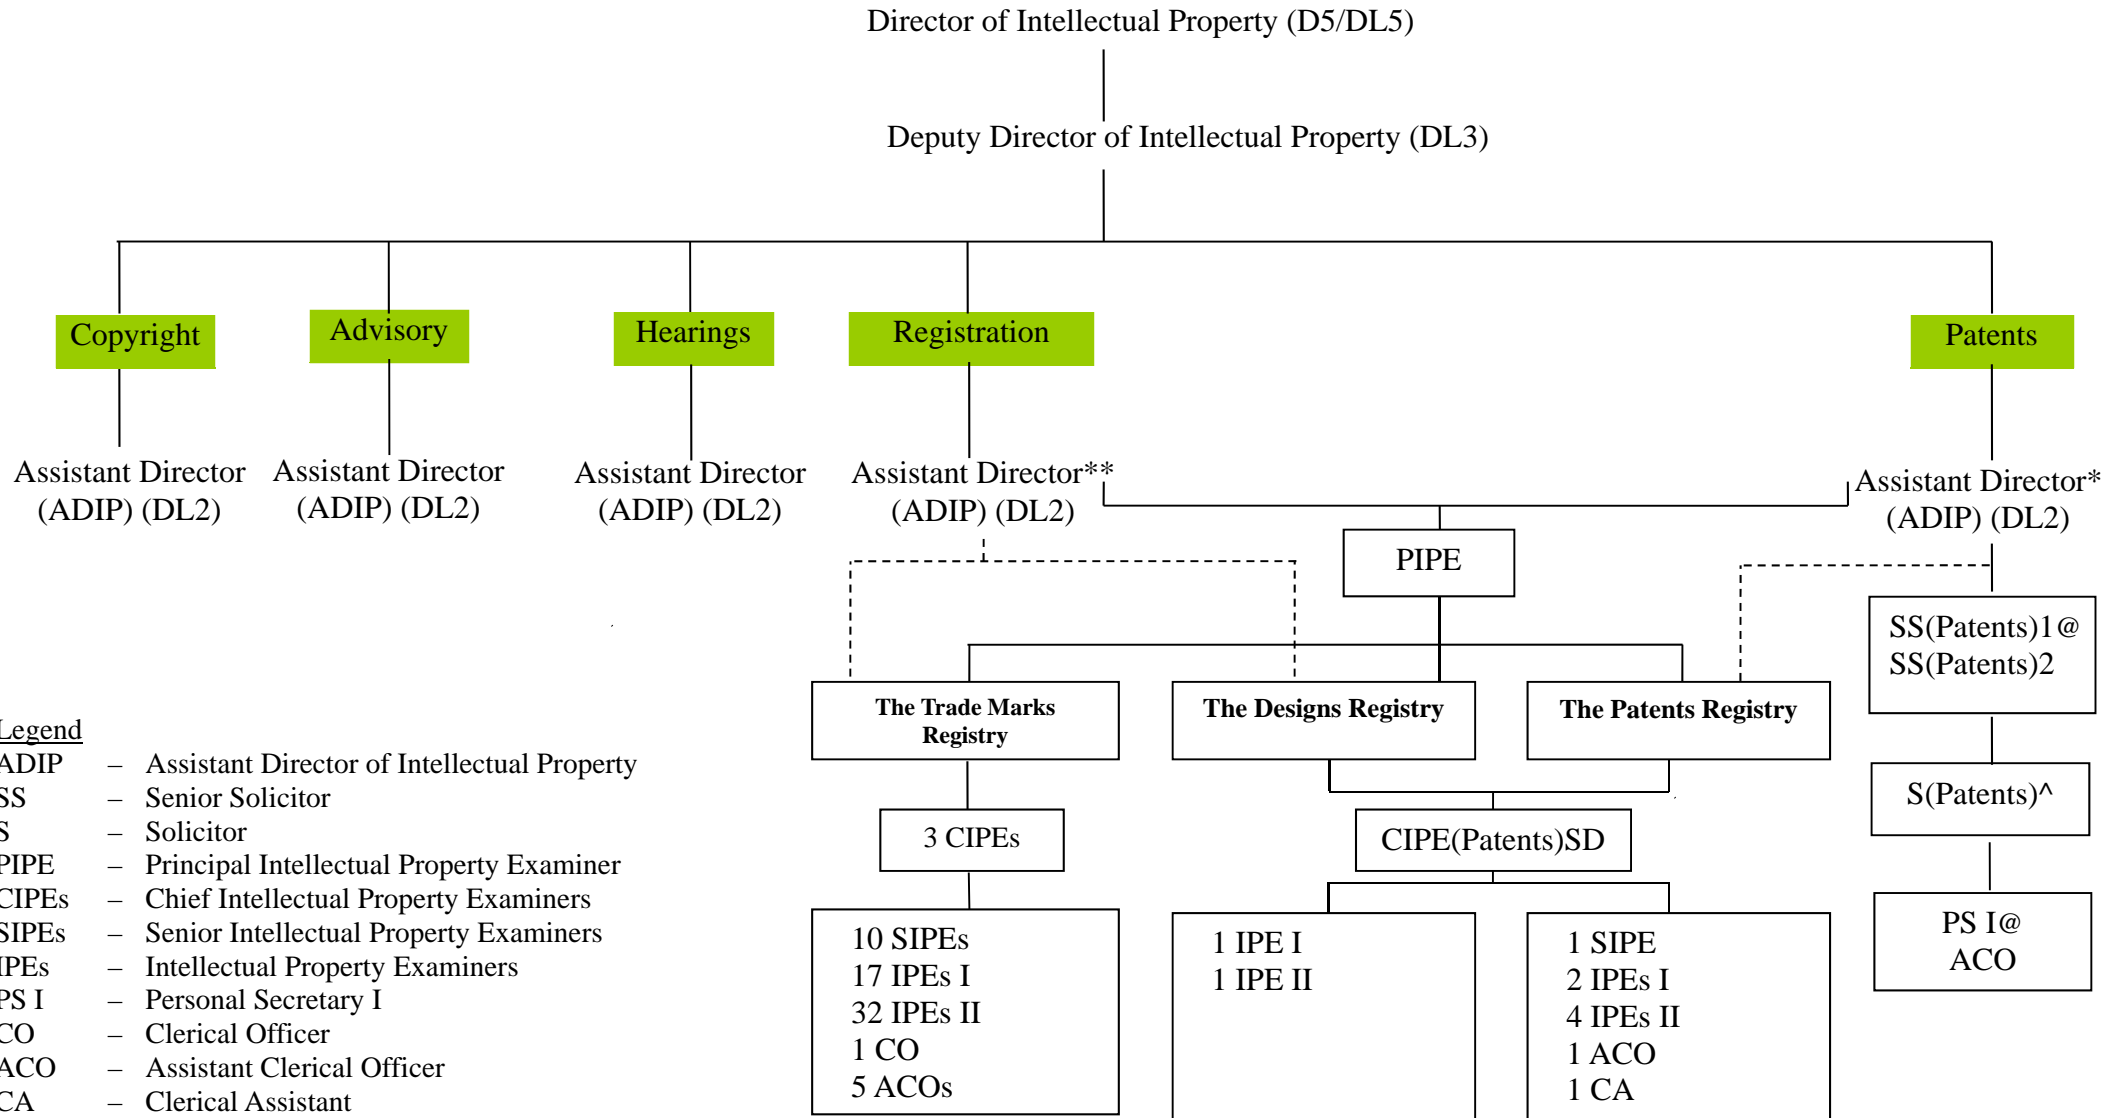 Director of Intellectual Property (D5/DL5)
Deputy Director of Intellectual Property (DL3)
Copyright
Advisory
Hearings
Registration
Patents
Assistant Director
(ADIP) (DL2)
Assistant Director
(ADIP) (DL2)
Assistant Director
(ADIP) (DL2)
Assistant Director**
(ADIP) (DL2)
Assistant Director*
(ADIP) (DL2)
PIPE
SS(Patents)1@
SS(Patents)2
The Trade Marks
Registry
The Designs Registry
The Patents Registry
S(Patents)^
3 CIPEs
CIPE(Patents)SD
PS I@
ACO
10 SIPEs
17 IPEs I
32 IPEs II
1 CO
5 ACOs
1 IPE I
1 IPE II
1 SIPE
2 IPEs I
4 IPEs II
1 ACO
1 CA
Legend
ADIP – Assistant Director of Intellectual Property
SS – Senior Solicitor
S – Solicitor
PIPE – Principal Intellectual Property Examiner
CIPEs – Chief Intellectual Property Examiners
SIPEs – Senior Intellectual Property Examiners
IPEs – Intellectual Property Examiners
PS I – Personal Secretary I
CO – Clerical Officer
ACO – Assistant Clerical Officer
CA – Clerical Assistant